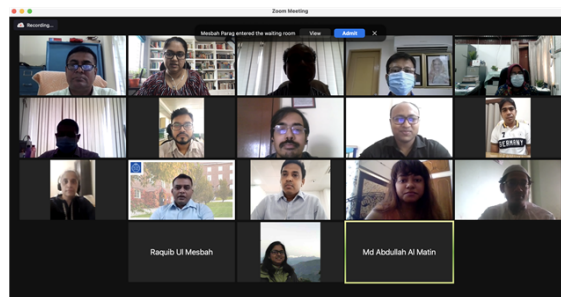 Zoom Meeting
Recording...
Mesbah Parag entered the waiting room
View
Admit
GERMANY
Raquib Ul Mesbah
Md Abdullah Al Matin